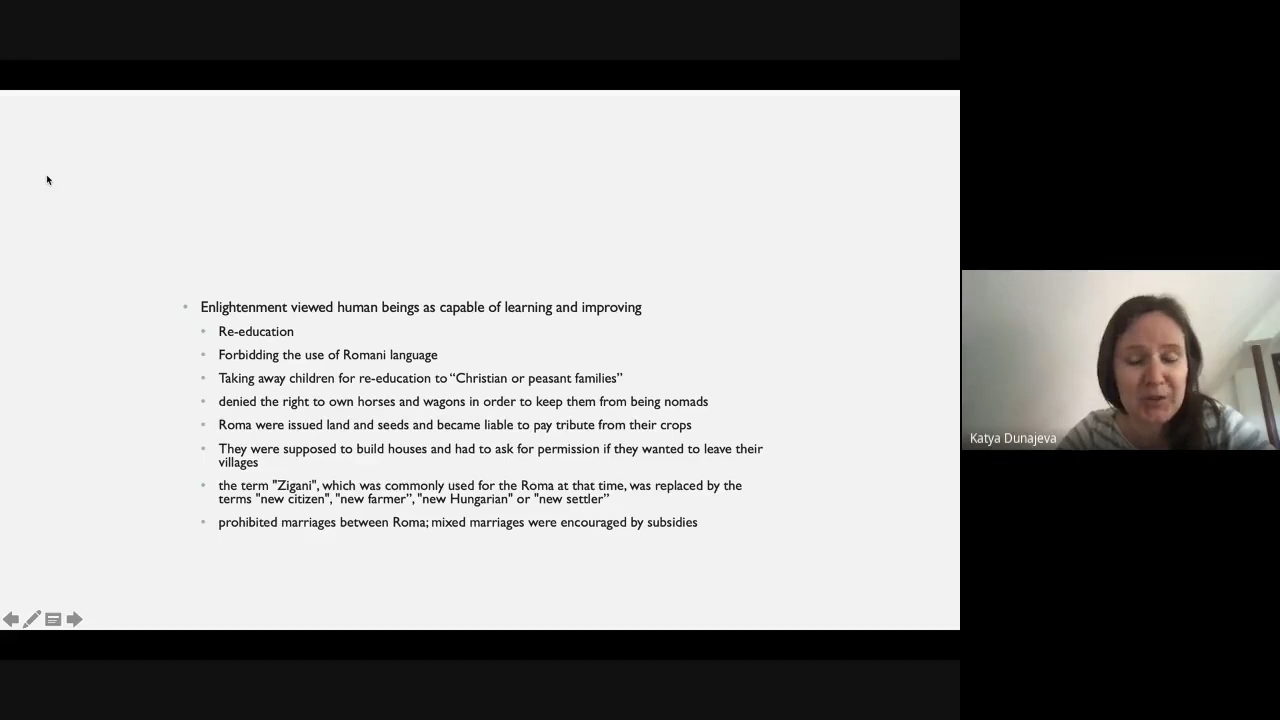 Enlightenment viewed human beings as capable of learning and improving
Re-education
Forbidding the use of Romani language
Taking away children for re-education to “Christian or peasant families”
denied the right to own horses and wagons in order to keep them from being nomads
Roma were issued land and seeds and became liable to pay tribute from their crops
They were supposed to build houses and had to ask for permission if they wanted to leave their
villages
the term "Zigani", which was commonly used for the Roma at that time, was replaced by the
terms "new citizen", "new farmer”, "new Hungarian" or "new settler”
prohibited marriages between Roma; mixed marriages were encouraged by subsidies
Katya Dunajeva